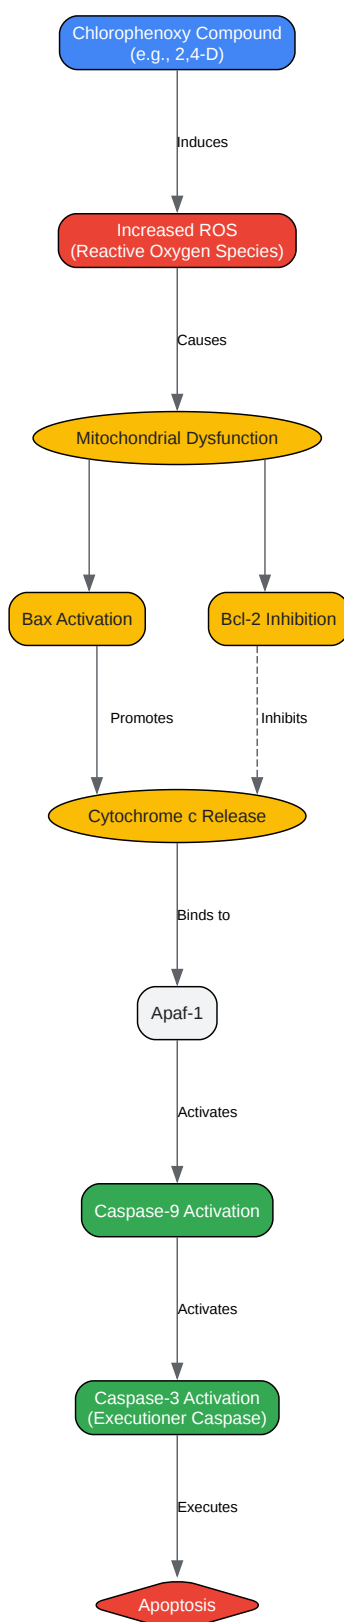 Chlorophenoxy Compound
(e.g., 2,4-D)
Induces
Increased ROS
(Reactive Oxygen Species)
Causes
Mitochondrial Dysfunction
Bax Activation
Bcl-2 Inhibition
Promotes
Inhibits
Cytochrome c Release
Binds to
Apaf-1
Activates
Caspase-9 Activation
Activates
Caspase-3 Activation
(Executioner Caspase)
Executes
Apoptosis